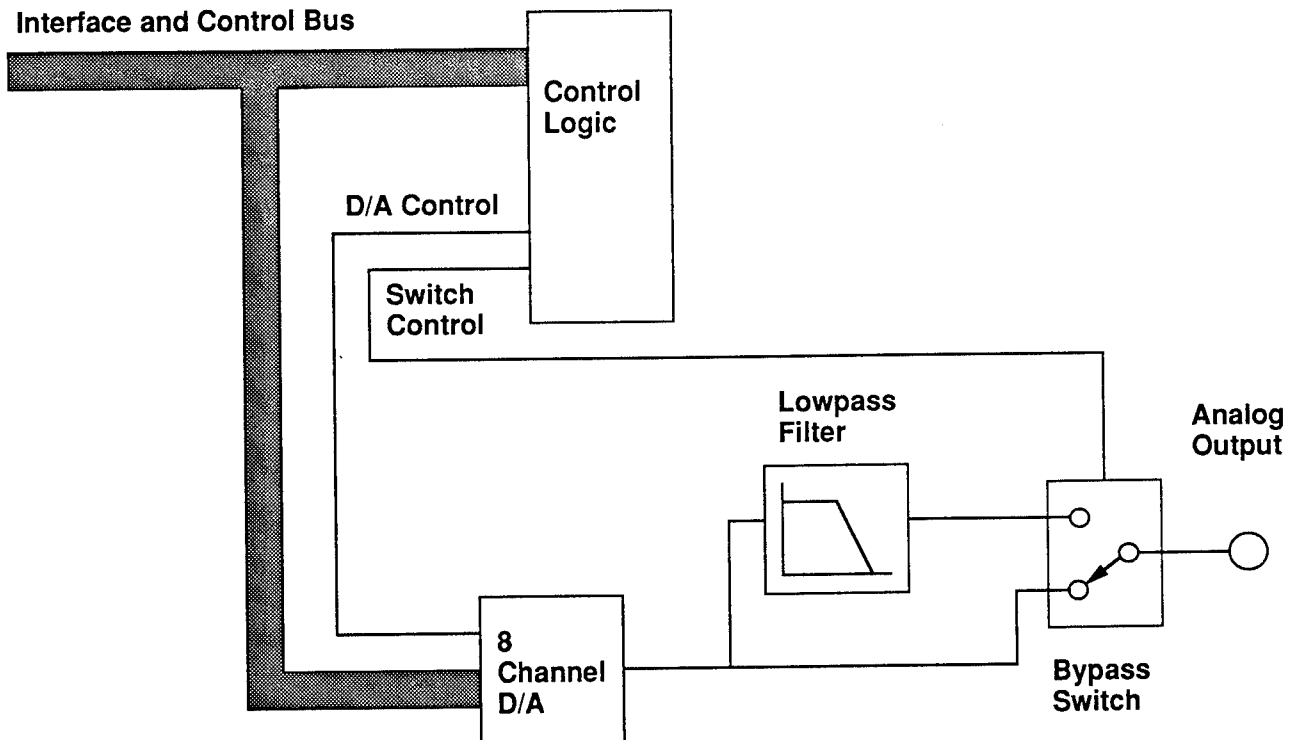 Interface and Control Bus
Control
Logic
D/A Control
Switch
Control
Lowpass
Filter
Analog
Output
8
Channel
D/A
Bypass
Switch